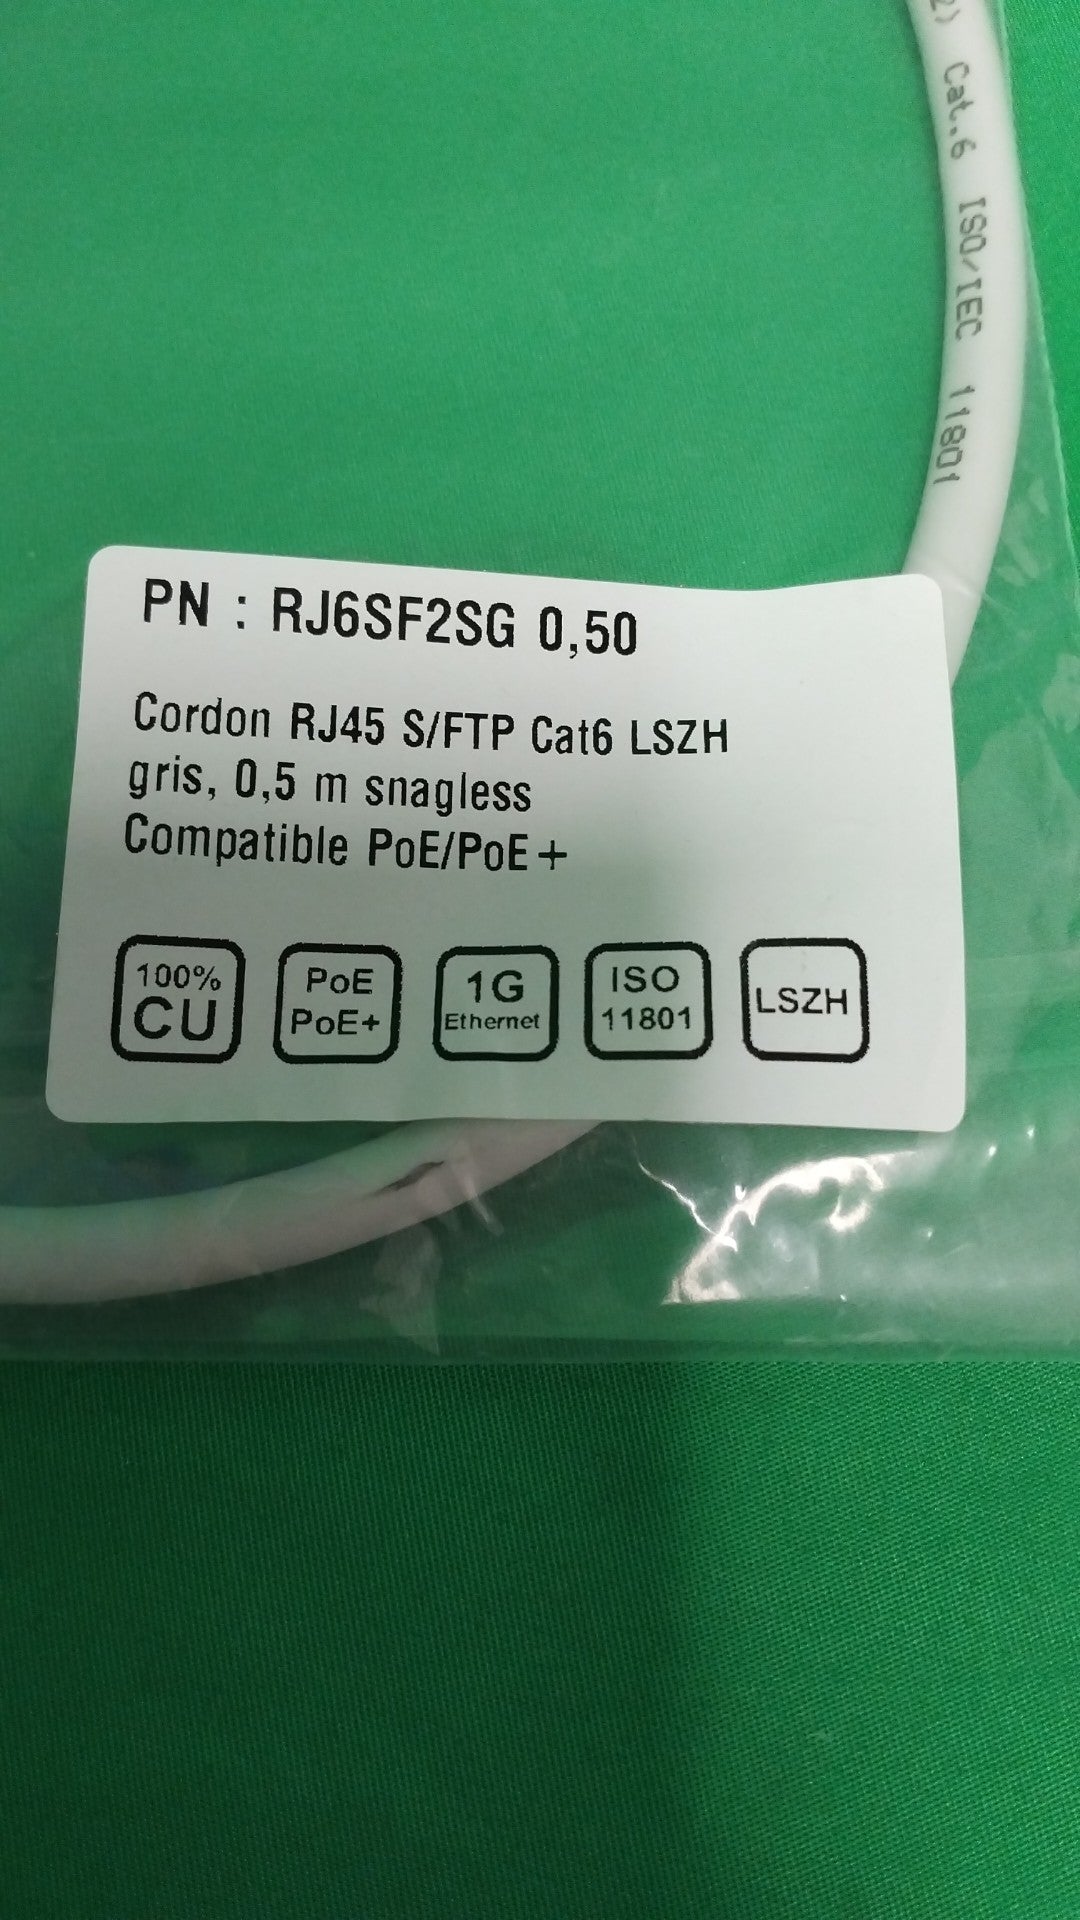 Cat.6 ISO/IEC 11801
PN : RJ6SF2SG 0,50
Cordon RJ45 S/FTP Cat6 LSZH
gris, 0,5 m snagless
Compatible PoE/PoE+
100%
CU
PoE
PoE+
1G
Ethernet
ISO
11801
LSZH